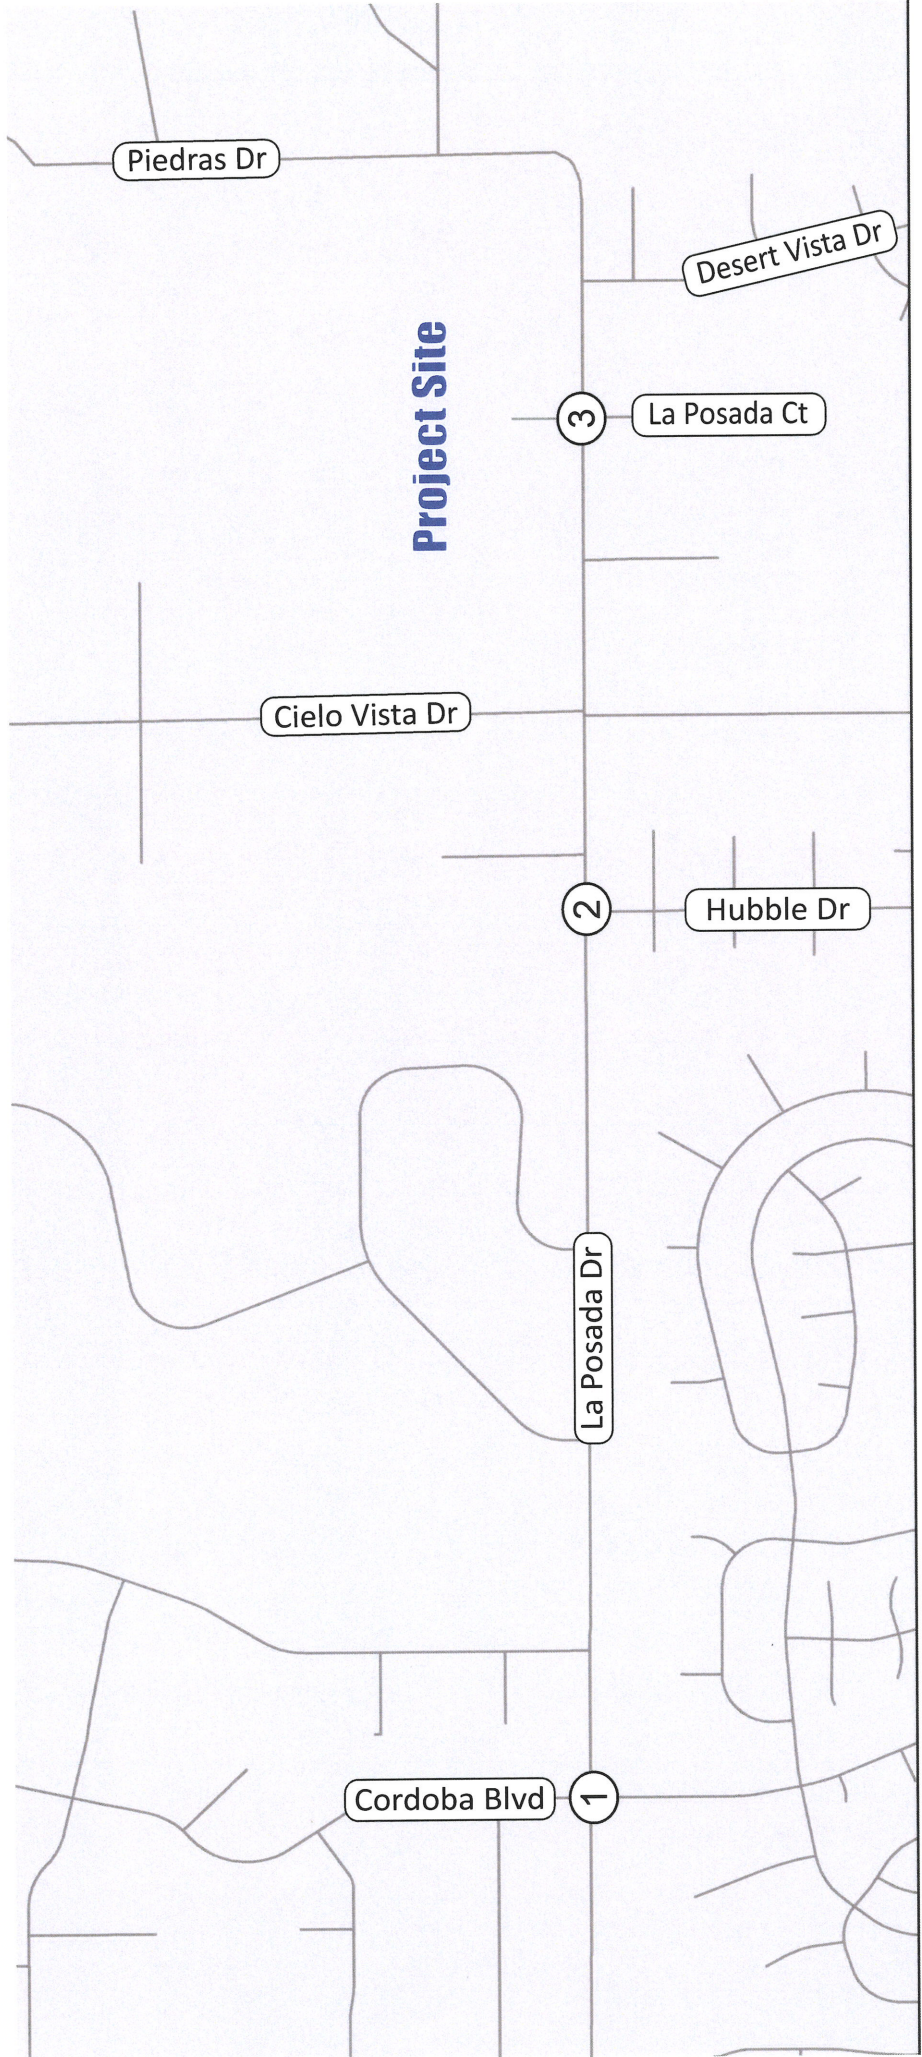 Piedras Dr
Desert Vista Dr
Project Site
3
La Posada Ct
Cielo Vista Dr
2
Hubble Dr
La Posada Dr
Cordoba Blvd
1